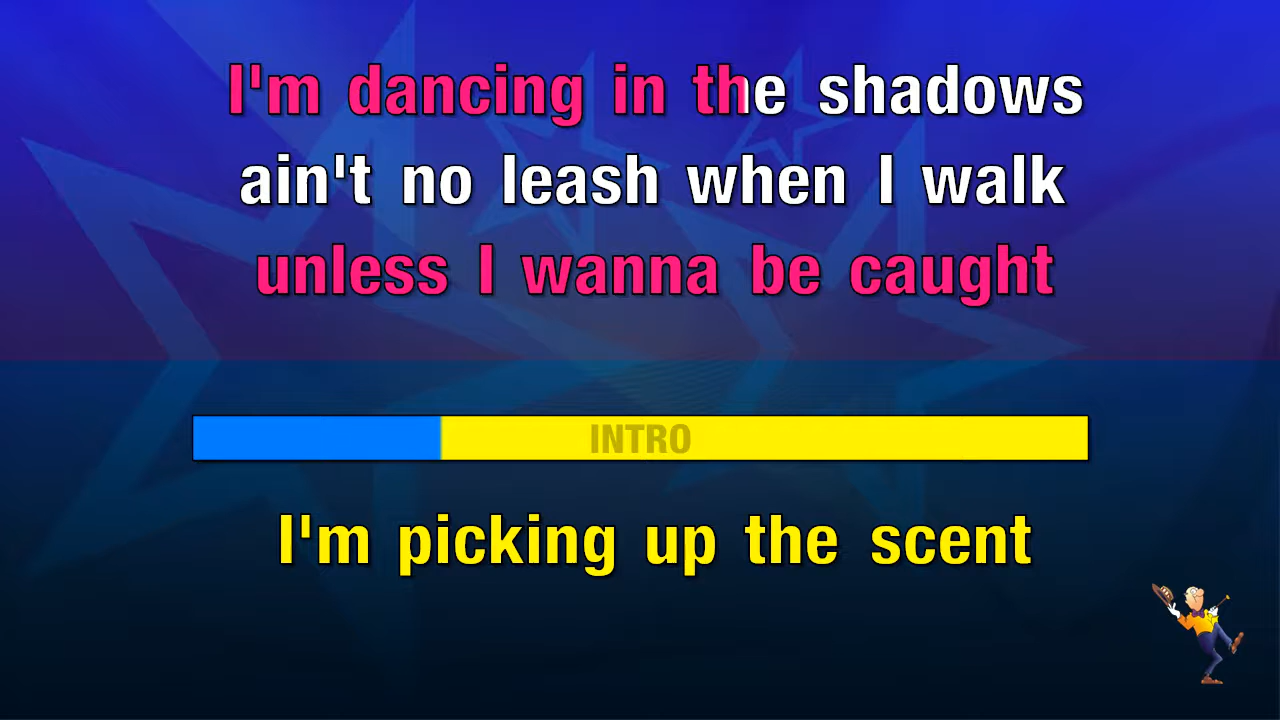 I'm dancing in the shadows
ain't no leash when I walk
unless I wanna be caught
INTRO
I'm picking up the scent